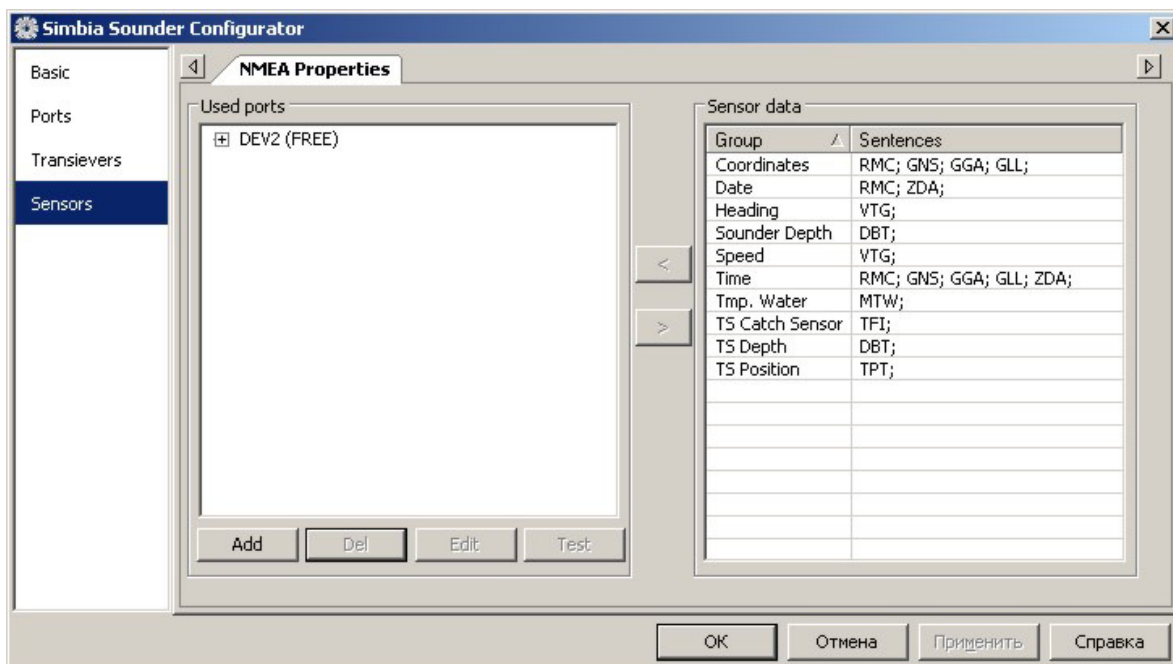 Simbia Sounder Configurator
Basic
Ports
Transievers
Sensors
NMEA Properties
Used ports
DEV2 (FREE)
Add
Del
Edit
Test
<
>
Sensor data
Group Sentences
Coordinates RMC; GNS; GGA; GLL;
Date RMC; ZDA;
Heading VTG;
Sounder Depth DBT;
Speed VTG;
Time RMC; GNS; GGA; GLL; ZDA;
Tmp. Water MTW;
TS Catch Sensor TFI;
TS Depth DBT;
TS Position TPT;
OK
Отмена
Применить
Справка